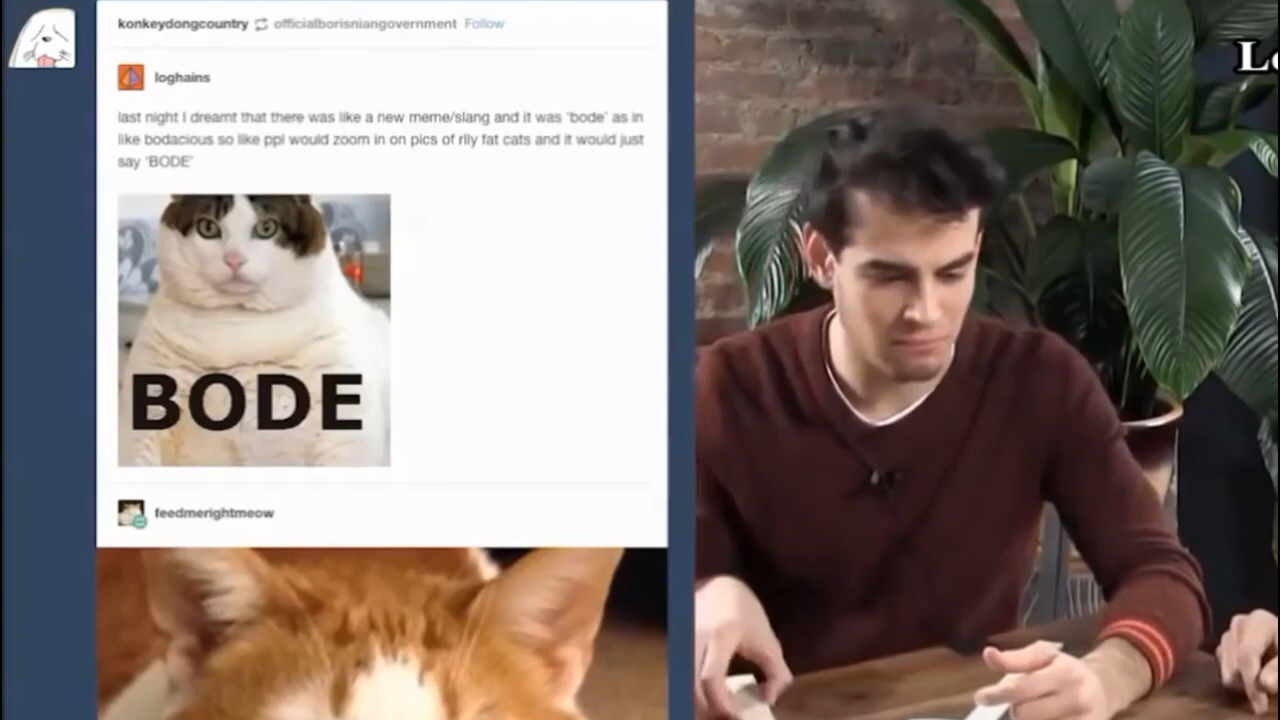 konkeydongcountry officialborisniangovernment Follow
loghains
last night I dreamt that there was like a new meme/slang and it was 'bode' as in
like bodacious so like ppl would zoom in on pics of rlly fat cats and it would just
say 'BODE'
BODE
feedmerightmeow